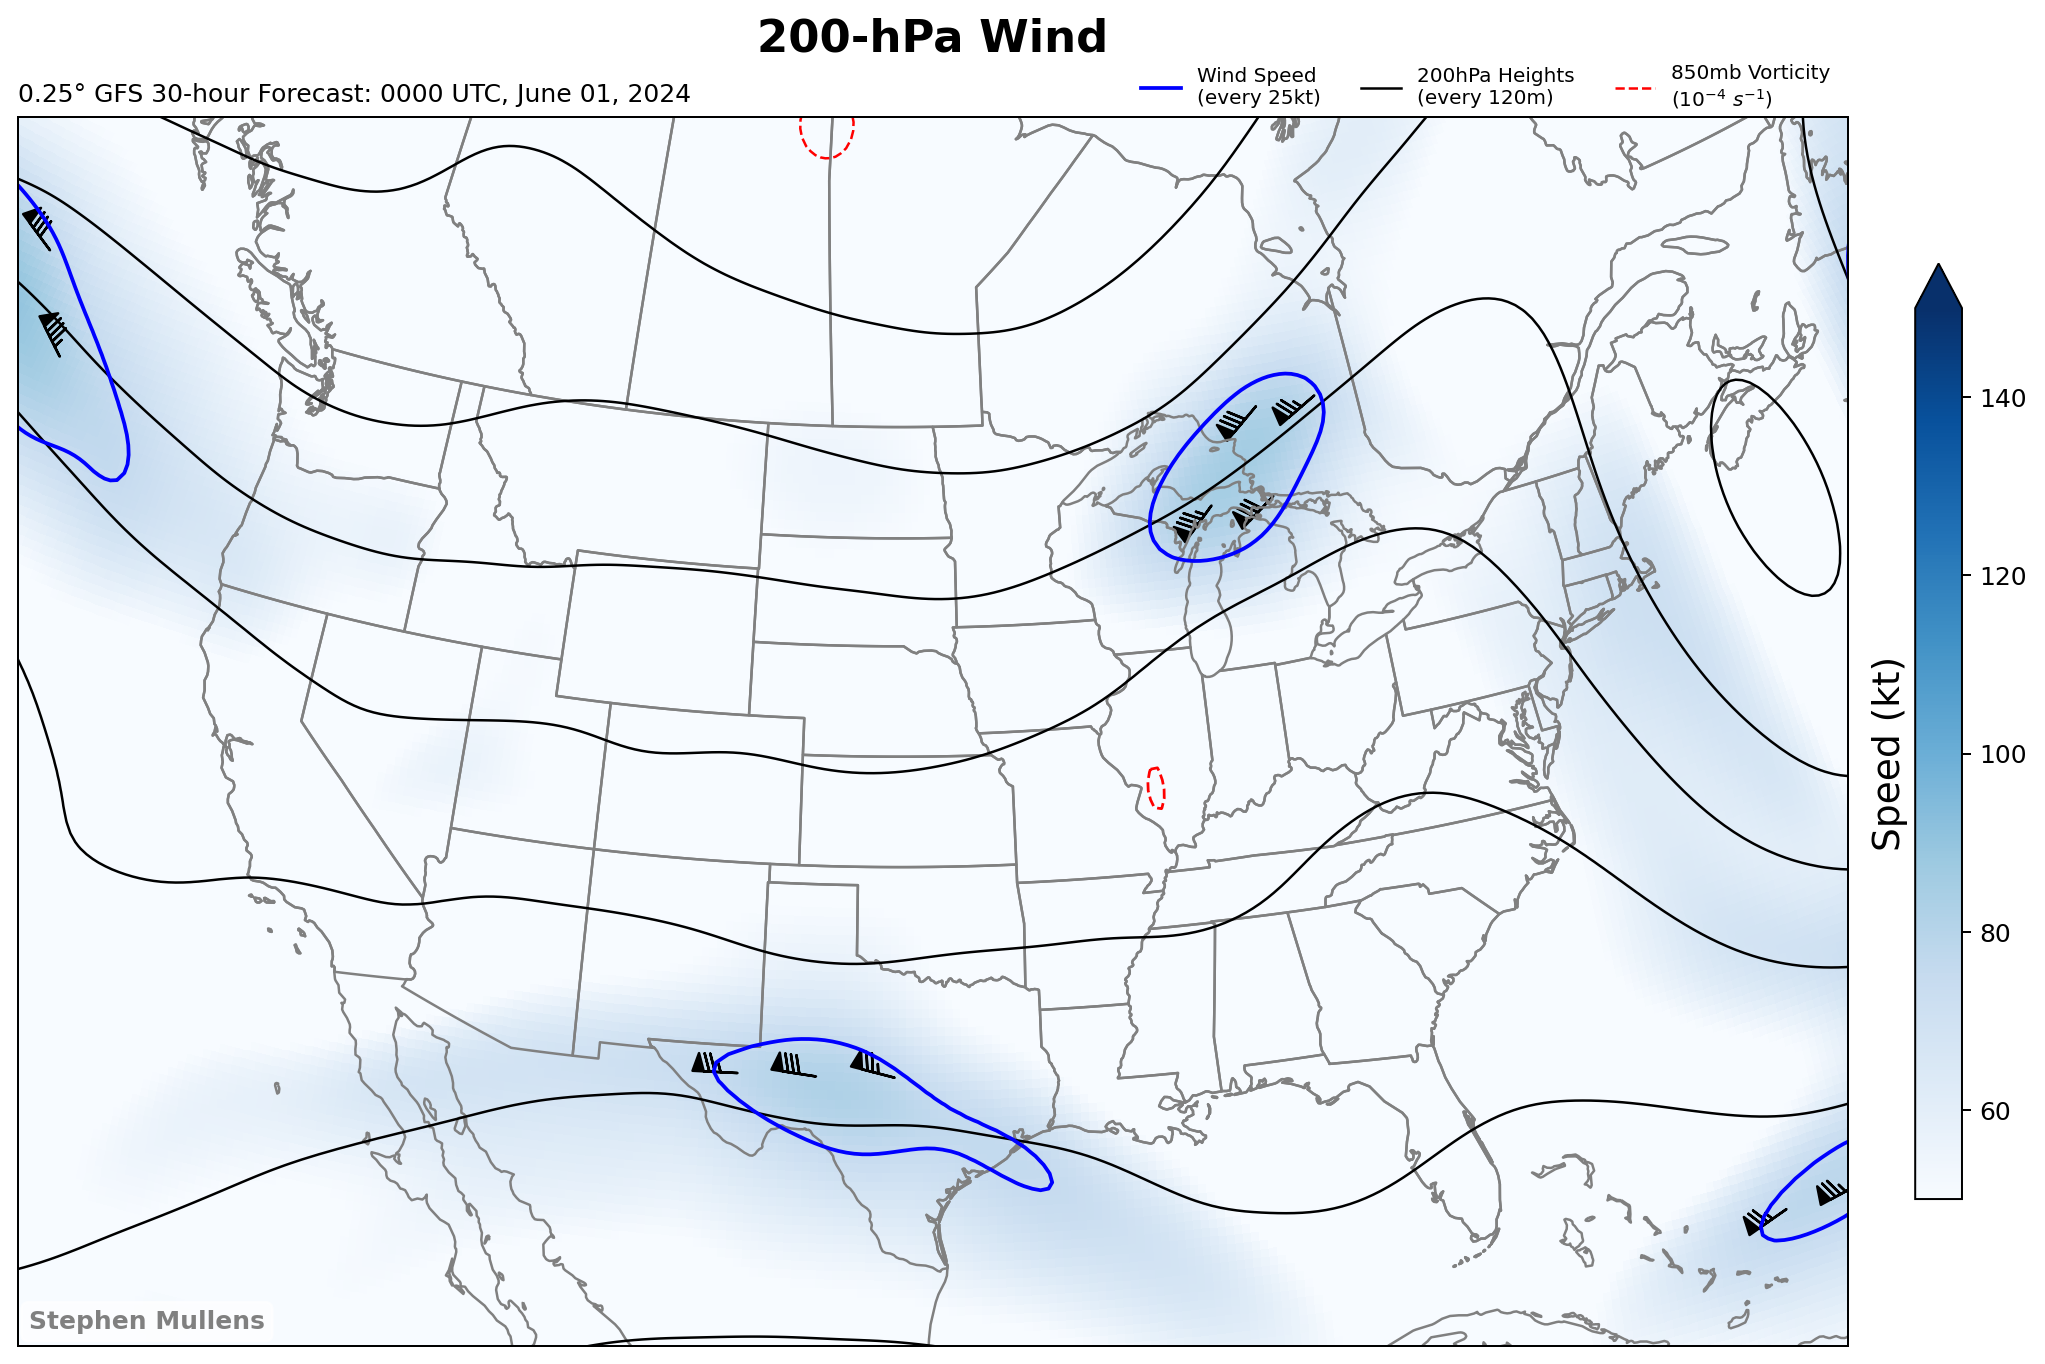 200-hPa Wind
0.25° GFS 30-hour Forecast: 0000 UTC, June 01, 2024
Wind Speed
(every 25kt)
200hPa Heights
(every 120m)
850mb Vorticity
(10⁻⁴ s⁻¹)
140
120
100
80
60
Speed (kt)
Stephen Mullens